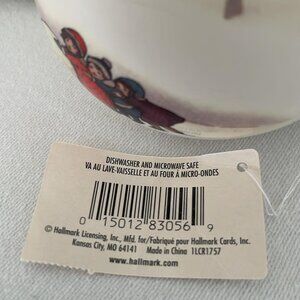 DISHWASHER AND MICROWAVE SAFE
VA AU LAVE-VAISSELLE ET AU FOUR À MICRO-ONDES
0 15012 83056 9
© Hallmark Licensing, Inc., Mfd. for/Fabriqué pour Hallmark Cards, Inc.
Kansas City, MO 64141 Made in China 1LCR1757
www.hallmark.com